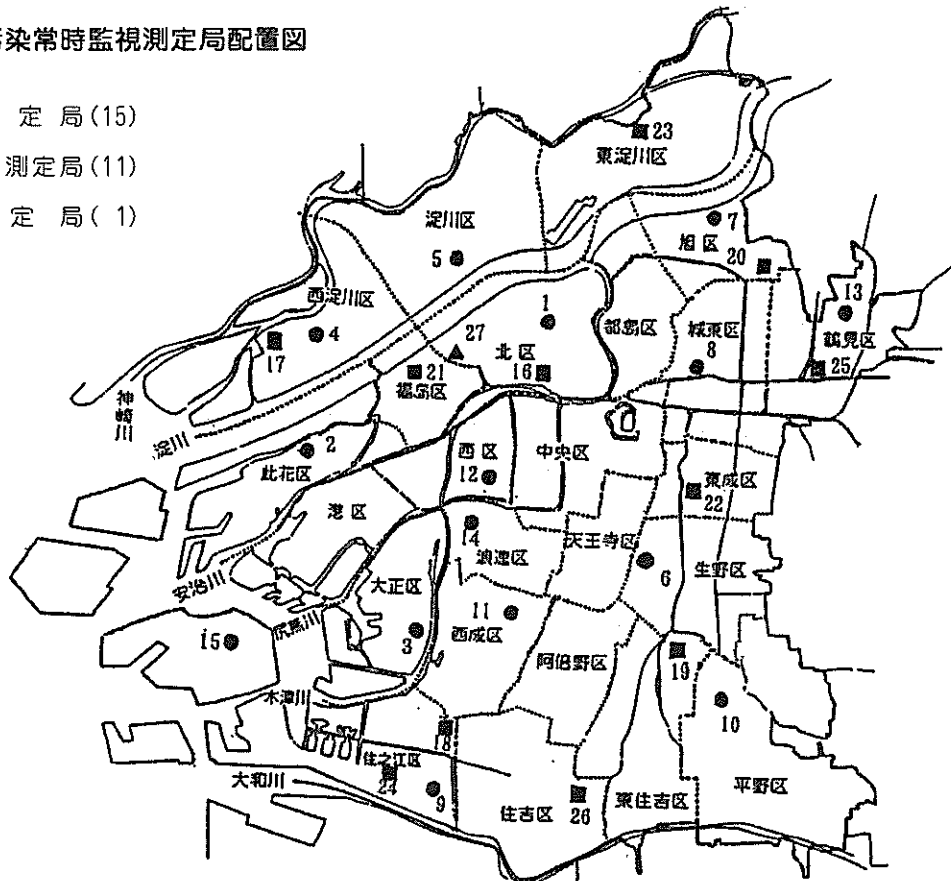 染常時監視測定局配置図
定 局 (15)
測定局 (11)
定 局 ( 1)
23
東淀川区
淀川区
7
旭区
5
20
西淀川区
13
1
都島区
城東区
鶴見区
4
27
北区
8
17
21
16
25
福島区
神崎川
淀川
2
此花区
西区
中央区
12
東成区
22
港区
14
天王寺区
浪速区
6
生野区
安治川
大正区
尻無川
11
西成区
15
3
阿倍野区
19
木津川
10
18
住之江区
大和川
24
9
住吉区
26
東住吉区
平野区